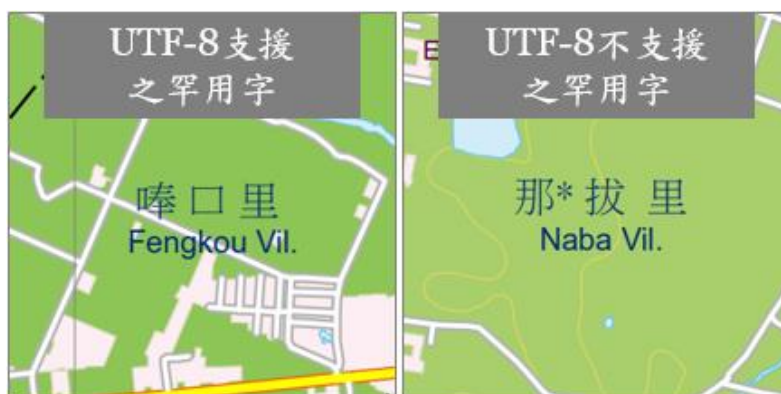 UTF-8支援
之罕用字
唪口里
Fengkou Vil.
UTF-8不支援
之罕用字
E
那*拔 里
Naba Vil.